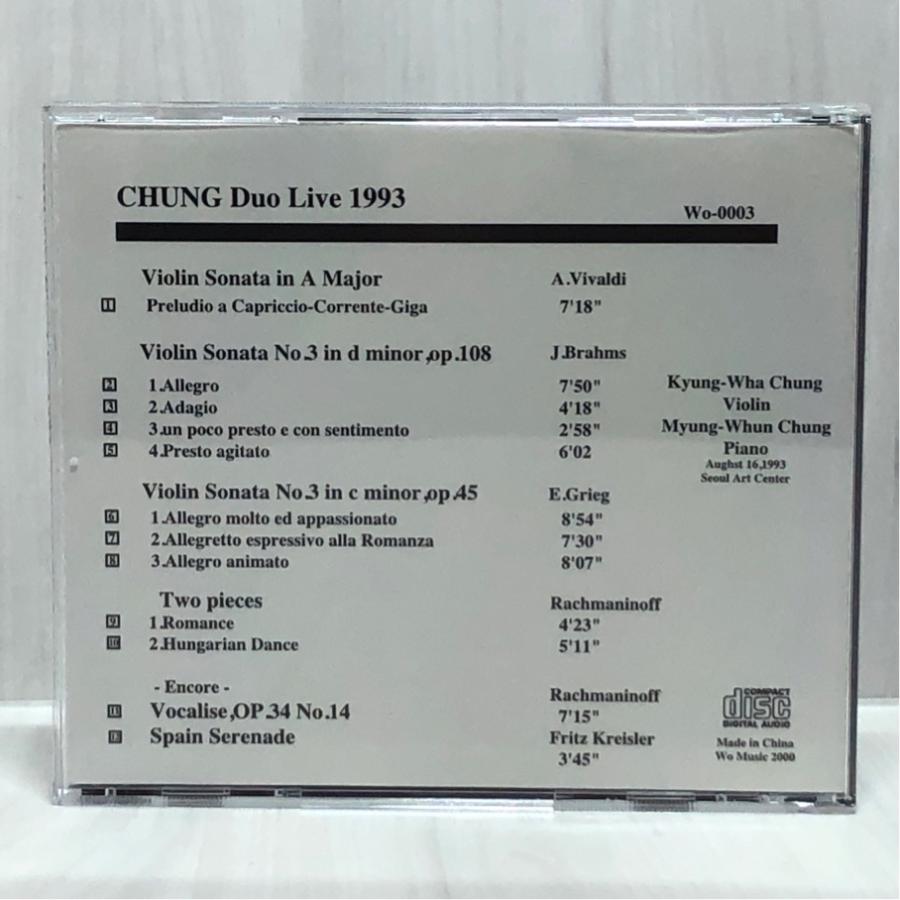 CHUNG Duo Live 1993
Wo-0003
Violin Sonata in A Major A.Vivaldi
1 Preludio a Capriccio-Corrente-Giga 7'18"
Violin Sonata No.3 in d minor,op.108 J.Brahms
2 1.Allegro 7'50"
3 2.Adagio 4'18"
4 3.un poco presto e con sentimento 2'58"
5 4.Presto agitato 6'02
Kyung-Wha Chung
Violin
Myung-Whun Chung
Piano
Aughst 16,1993
Seoul Art Center
Violin Sonata No.3 in c minor,op.45 E.Grieg
6 1.Allegro molto ed appassionato 8'54"
7 2.Allegretto espressivo alla Romanza 7'30"
8 3.Allegro animato 8'07"
Two pieces Rachmaninoff
9 1.Romance 4'23"
10 2.Hungarian Dance 5'11"
- Encore - Rachmaninoff
11 Vocalise,OP.34 No.14 7'15"
12 Spain Serenade Fritz Kreisler
3'45"
COMPACT
disc
DIGITAL AUDIO
Made in China
Wo Music 2000